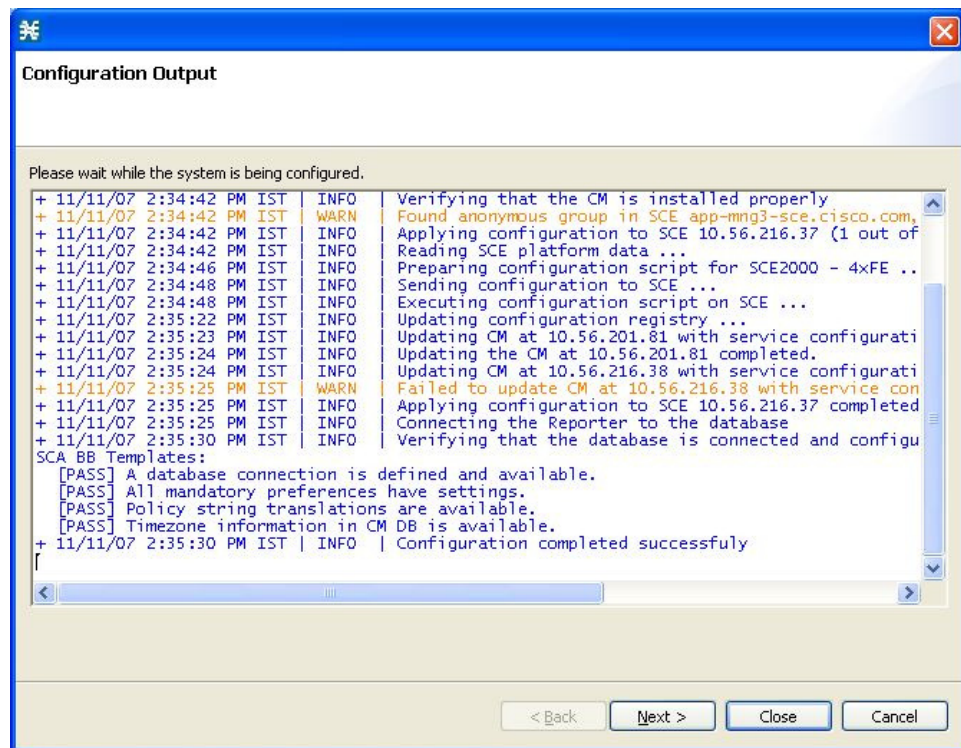 Configuration Output
Please wait while the system is being configured.
+ 11/11/07 2:34:42 PM IST | INFO | Verifying that the CM is installed properly
+ 11/11/07 2:34:42 PM IST | WARN | Found anonymous group in SCE app-mng3-sce.cisco.com,
+ 11/11/07 2:34:42 PM IST | INFO | Applying configuration to SCE 10.56.216.37 (1 out of
+ 11/11/07 2:34:42 PM IST | INFO | Reading SCE platform data ...
+ 11/11/07 2:34:46 PM IST | INFO | Preparing configuration script for SCE2000 - 4xFE ..
+ 11/11/07 2:34:48 PM IST | INFO | Sending configuration to SCE ...
+ 11/11/07 2:34:48 PM IST | INFO | Executing configuration script on SCE ...
+ 11/11/07 2:35:22 PM IST | INFO | Updating configuration registry ...
+ 11/11/07 2:35:23 PM IST | INFO | Updating CM at 10.56.201.81 with service configurati
+ 11/11/07 2:35:24 PM IST | INFO | Updating the CM at 10.56.201.81 completed.
+ 11/11/07 2:35:24 PM IST | INFO | Updating CM at 10.56.216.38 with service configurati
+ 11/11/07 2:35:25 PM IST | WARN | Failed to update CM at 10.56.216.38 with service con
+ 11/11/07 2:35:25 PM IST | INFO | Applying configuration to SCE 10.56.216.37 completed
+ 11/11/07 2:35:25 PM IST | INFO | Connecting the Reporter to the database
+ 11/11/07 2:35:30 PM IST | INFO | Verifying that the database is connected and configu
SCA BB Templates:
[PASS] A database connection is defined and available.
[PASS] All mandatory preferences have settings.
[PASS] Policy string translations are available.
[PASS] Timezone information in CM DB is available.
+ 11/11/07 2:35:30 PM IST | INFO | Configuration completed successfuly
< Back Next > Close Cancel